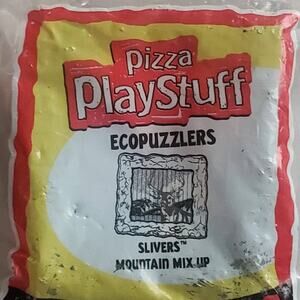 Pizza
PlayStuff
ECOPUZZLERS
SLIVERS™
MOUNTAIN MIX UP